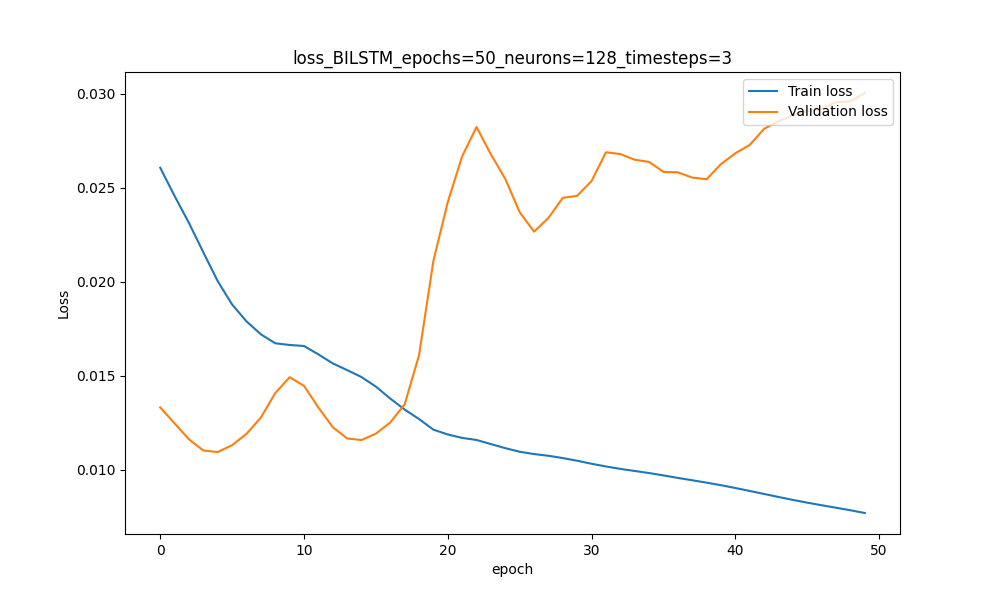 loss_BILSTM_epochs=50_neurons=128_timesteps=3
Train loss
Validation loss
0.030
0.025
0.020
0.015
0.010
Loss
0 10 20 30 40 50
epoch